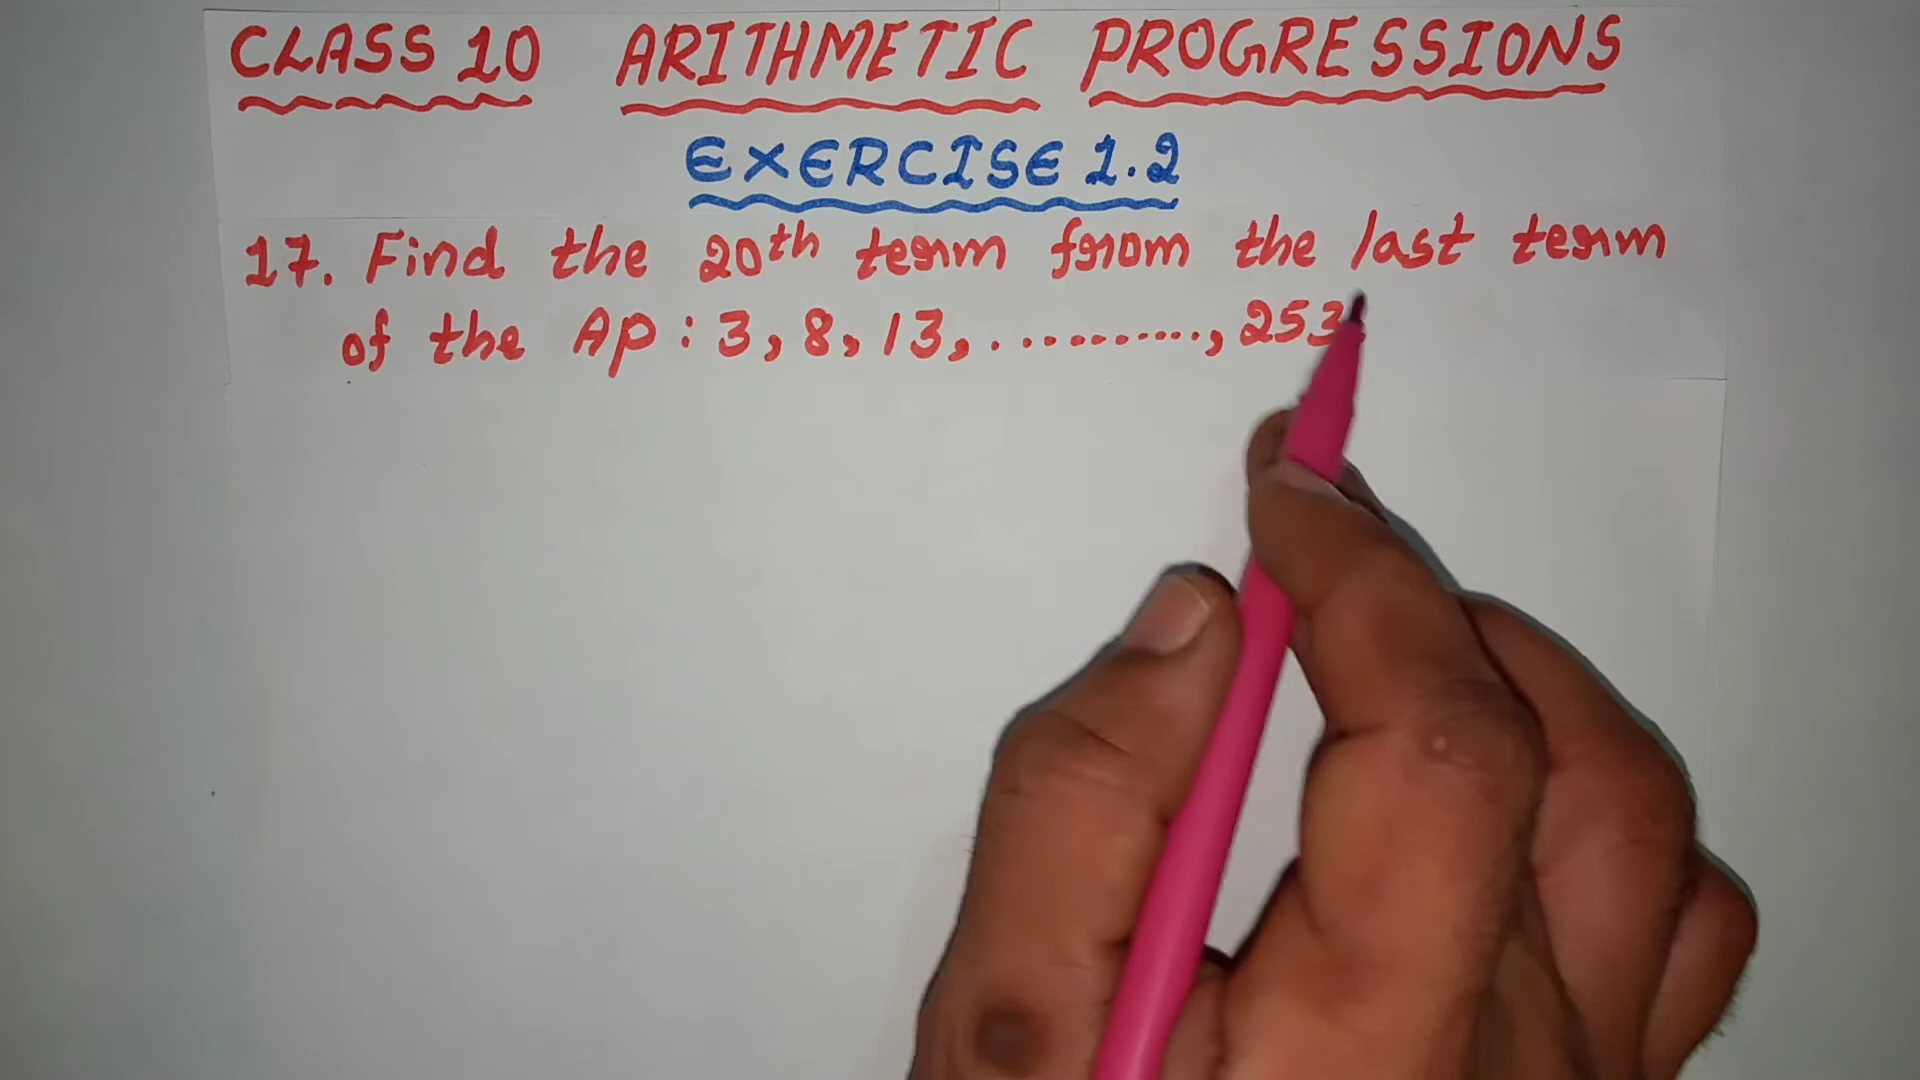 CLASS 10 ARITHMETIC PROGRESSIONS
EXERCISE 1.2
17. Find the 20th term from the last term
of the AP : 3, 8, 13, .........., 253.